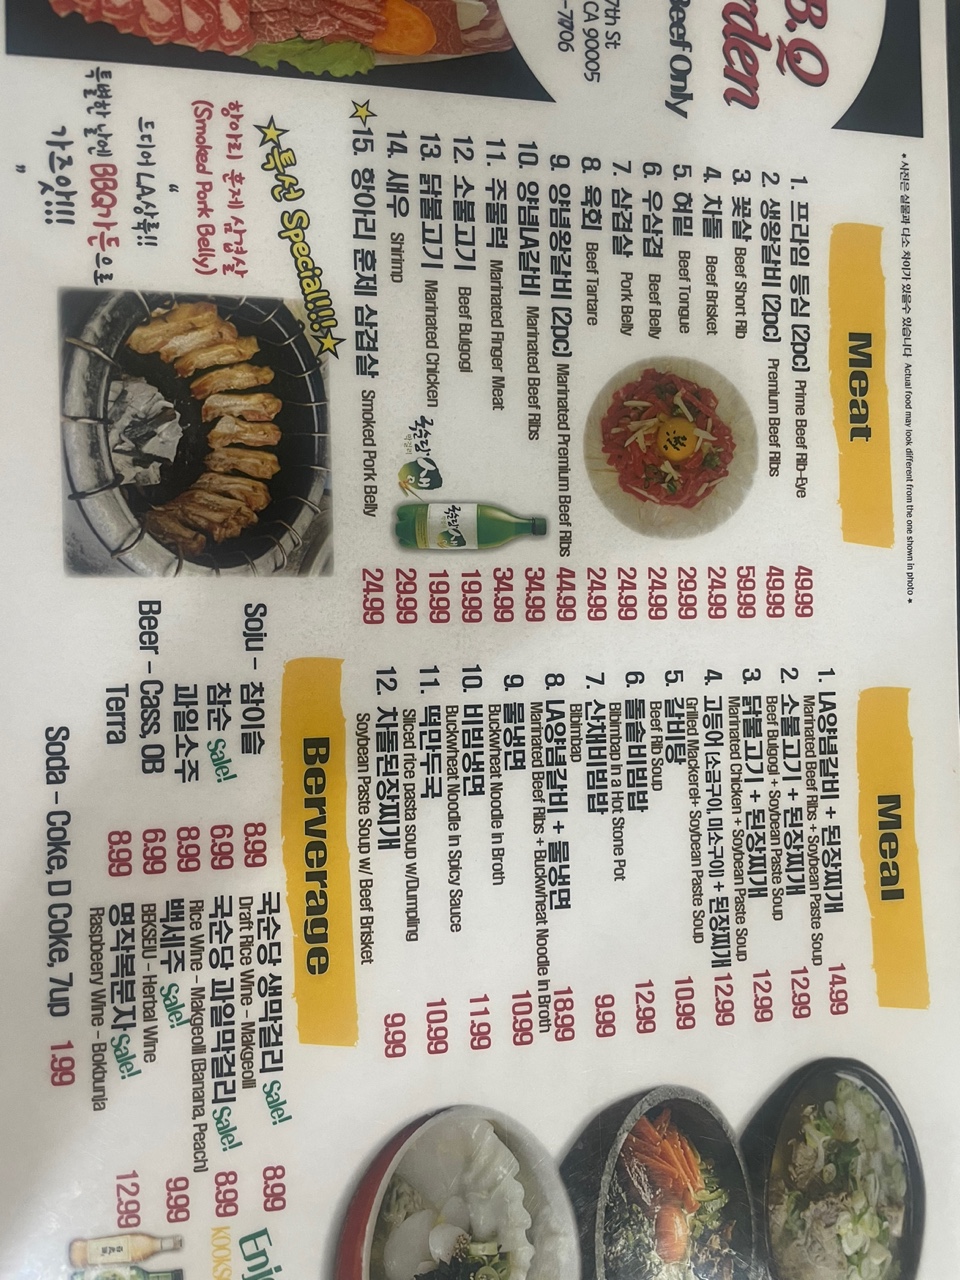 * 사진은 실물과 다소 차이가 있을수 있습니다 Actual food may look different from the one shown in photo *
B.Q
rden
Beef Only
7th St
CA 90005
-7706
Meat
1. 프라임 등심 (2pc) Prime Beef Rib-Eye 49.99
2. 생왕갈비 (2pc) Premium Beef Ribs 49.99
3. 꽃살 Beef Short Rib 59.99
4. 차돌 Beef Brisket 24.99
5. 혀밑 Beef Tongue 29.99
6. 우삼겹 Beef Belly 24.99
7. 삼겹살 Pork Belly 24.99
8. 육회 Beef Tartare 24.99
9. 양념왕갈비 (2pc) Marinated Premium Beef Ribs 44.99
10. 양념LA갈비 Marinated Beef Ribs 34.99
11. 주물럭 Marinated Finger Meat 34.99
12. 소불고기 Beef Bulgogi 19.99
13. 닭불고기 Marinated Chicken 19.99
14. 새우 Shirimp 29.99
15. 항아리 훈제 삼겹살 Smoked Pork Belly 24.99
국순당 생
막걸리
국순당 생
특선 Special!!!
항아리 훈제 삼겹살
(Smoked Pork Belly)
"
드디어 LA상륙!!
특별한 날엔 BBQ가든으로
가즈앗!!!
"
Meal
1. LA양념갈비 + 된장찌개 14.99
Marinated Beef Ribs + Soybean Paste Soup
2. 소불고기 + 된장찌개 12.99
Beef Bulgogi + Soybean Paste Soup
3. 닭불고기 + 된장찌개 12.99
Marinated Chicken + Soybean Paste Soup
4. 고등어 (소금구이, 미소구이) + 된장찌개 12.99
Grilled Mackerel+ Soybean Paste Soup
5. 갈비탕 10.99
Beef Rib Soup
6. 돌솥비빔밥 12.99
Bibimbap in a Hot Stone Pot
7. 산채비빔밥 9.99
Bibimbap
8. LA양념갈비 + 물냉면 18.99
Marinated Beef Ribs + Buckwheat Noodle in Broth
9. 물냉면 10.99
Buckwheat Noodle in Broth
10. 비빔냉면 11.99
Buckwheat Noodle in Spicy Sauce
11. 떡만두국 10.99
Sliced rice pasta soup w/Dumpling
12. 차돌된장찌개 9.99
Soybean Paste Soup w/ Beef Brisket
Berverage
Soju - 참이슬 8.99
참순 Sale! 6.99
과일소주 8.99
Beer - Cass, OB 6.99
Terra 8.99
국순당 생막걸리 Sale! 8.99
Draft Rice Wine - Makgeolli
국순당 과일막걸리 Sale! 8.99
Rice Wine - Makgeolli (Banana, Peach)
백세주 Sale! 9.99
BEKSEJU - Herbal Wine
명작복분자 Sale! 12.99
Raspbeery Wine - Bokbunja
Soda - Coke, D Coke, 7up 1.99
Enj
KOOKS